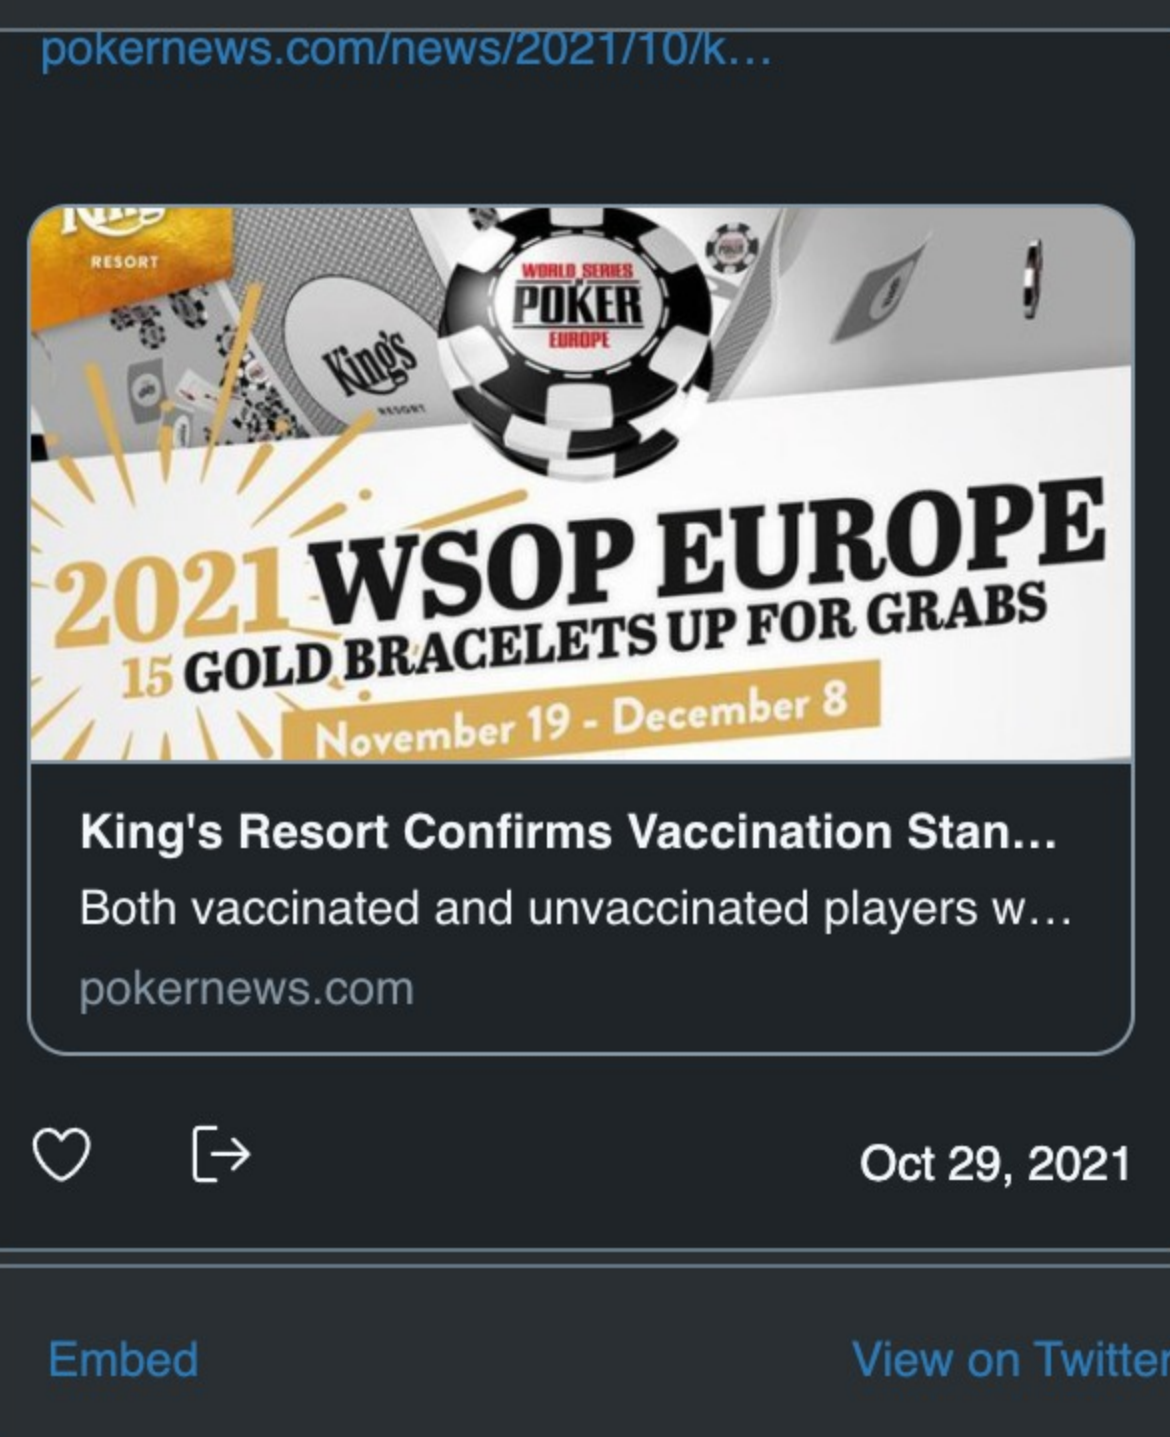 pokernews.com/news/2021/10/k…
King's
RESORT
WORLD SERIES
OF
POKER
EUROPE
King's
RESORT
2021 WSOP EUROPE
15 GOLD BRACELETS UP FOR GRABS
November 19 - December 8
King's Resort Confirms Vaccination Stan...
Both vaccinated and unvaccinated players w...
pokernews.com
Oct 29, 2021
Embed
View on Twitter